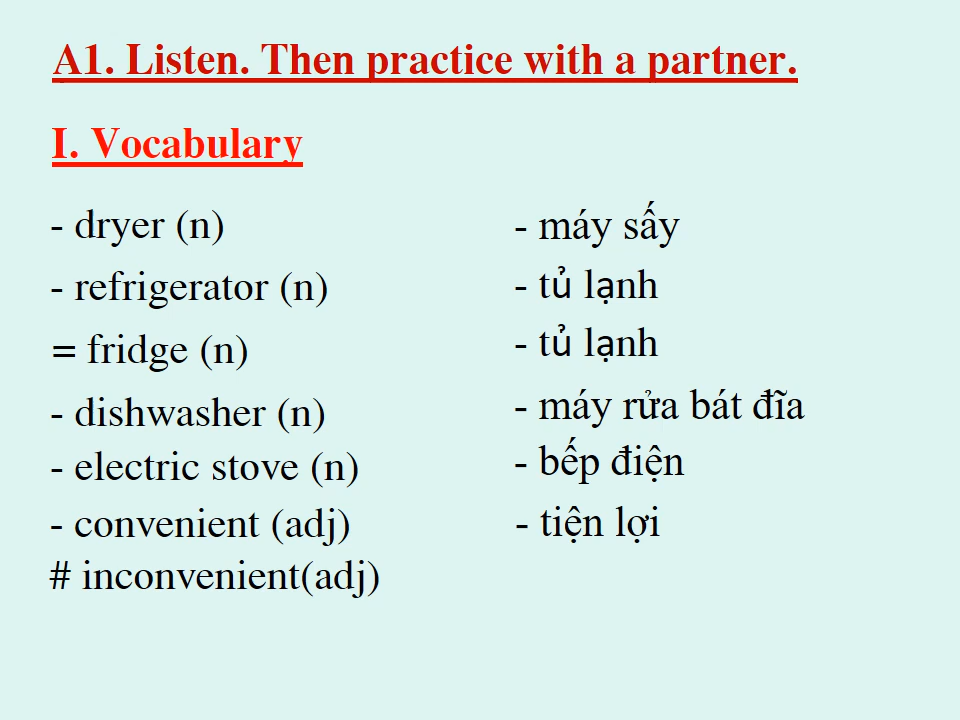 A1. Listen. Then practice with a partner.
I. Vocabulary
- dryer (n)
- máy sấy
- refrigerator (n)
- tủ lạnh
= fridge (n)
- tủ lạnh
- dishwasher (n)
- máy rửa bát đĩa
- electric stove (n)
- bếp điện
- convenient (adj)
- tiện lợi
# inconvenient(adj)